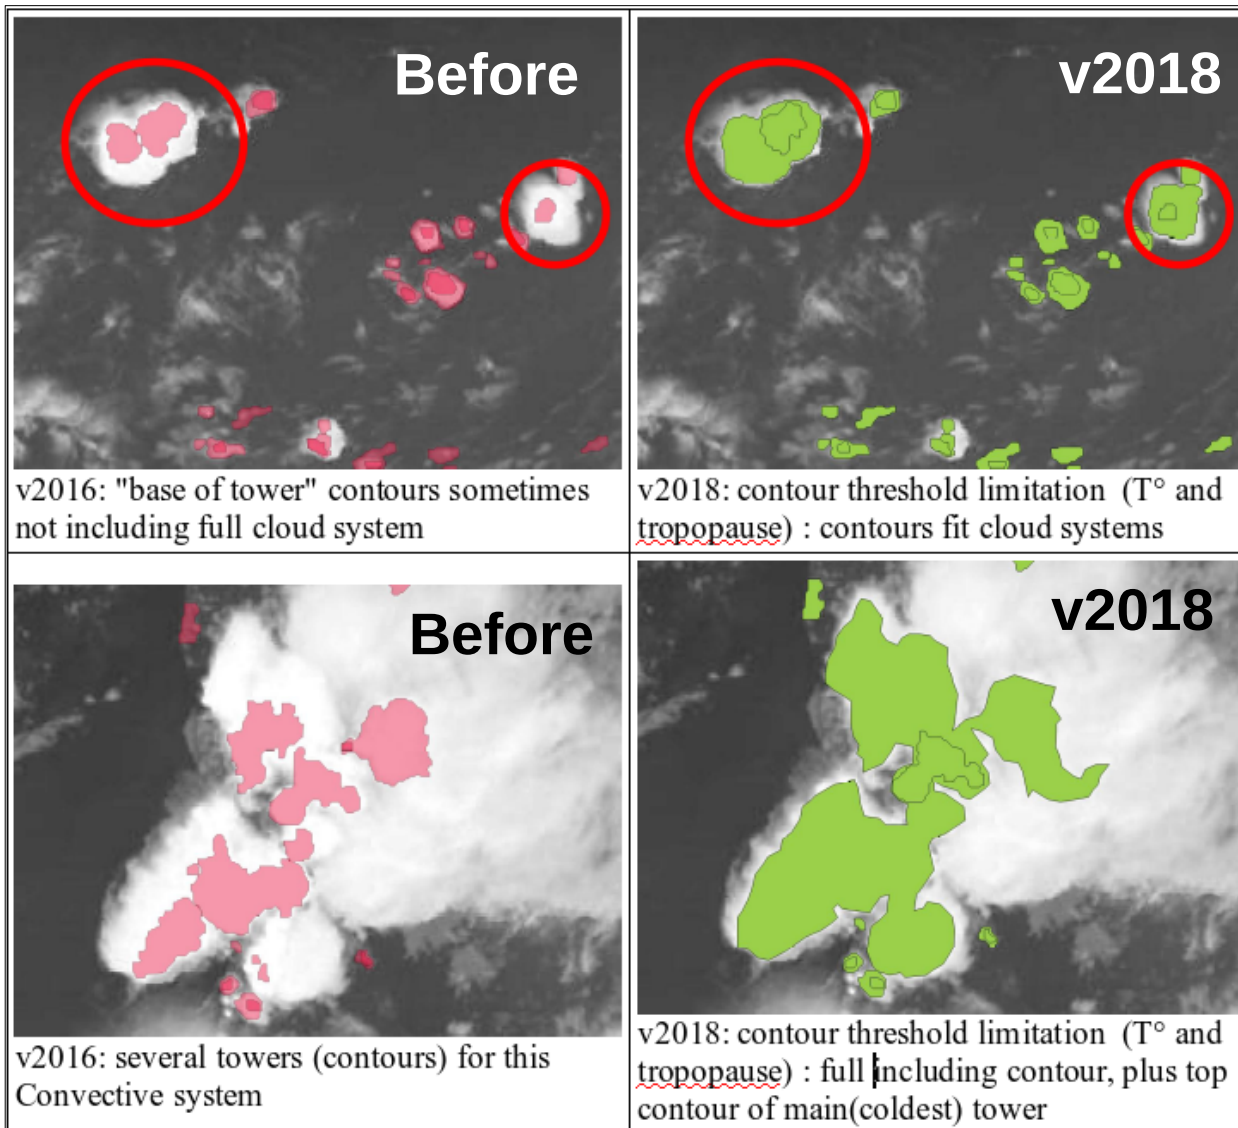 Before
v2018
v2016: "base of tower" contours sometimes
not including full cloud system
v2018: contour threshold limitation  (T° and
tropopause) : contours fit cloud systems
Before
v2018
v2016: several towers (contours) for this
Convective system
v2018: contour threshold limitation  (T° and
tropopause) : full including contour, plus top
contour of main(coldest) tower